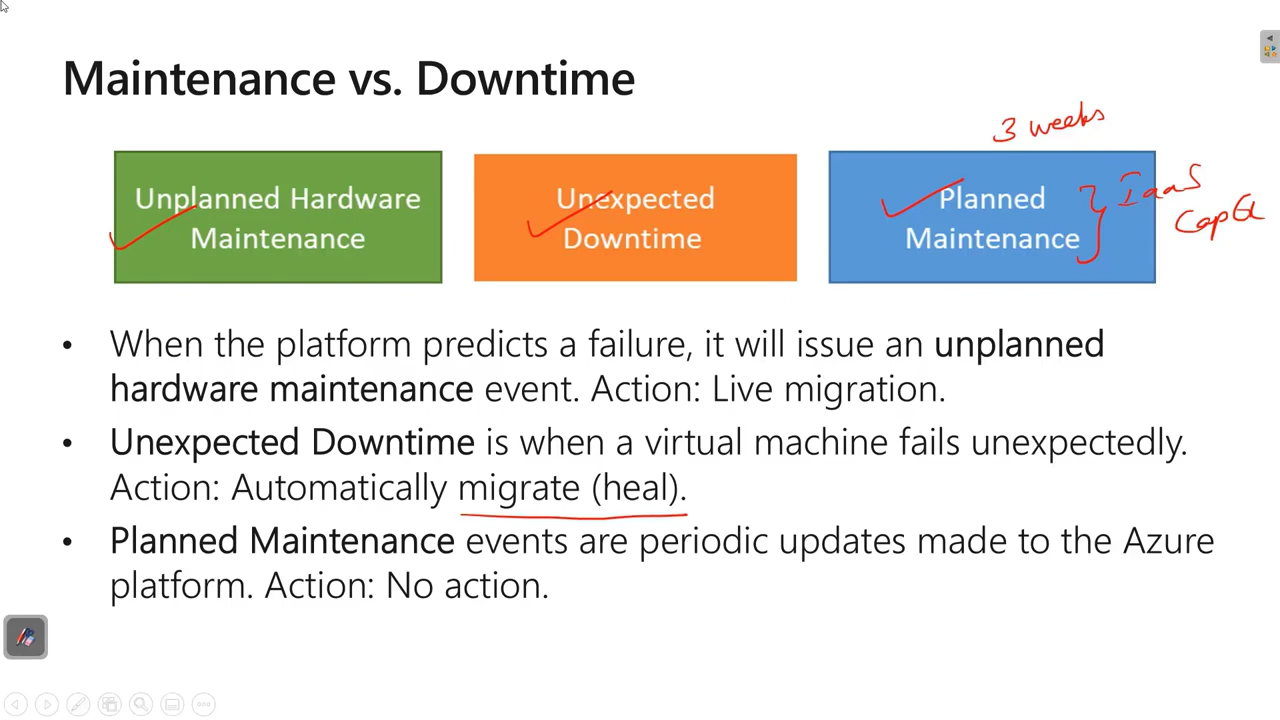 Maintenance vs. Downtime
3 weeks
Unplanned Hardware
Maintenance
Unexpected
Downtime
Planned
Maintenance
IaaS
• When the platform predicts a failure, it will issue an unplanned
hardware maintenance event. Action: Live migration.
• Unexpected Downtime is when a virtual machine fails unexpectedly.
Action: Automatically migrate (heal).
• Planned Maintenance events are periodic updates made to the Azure
platform. Action: No action.